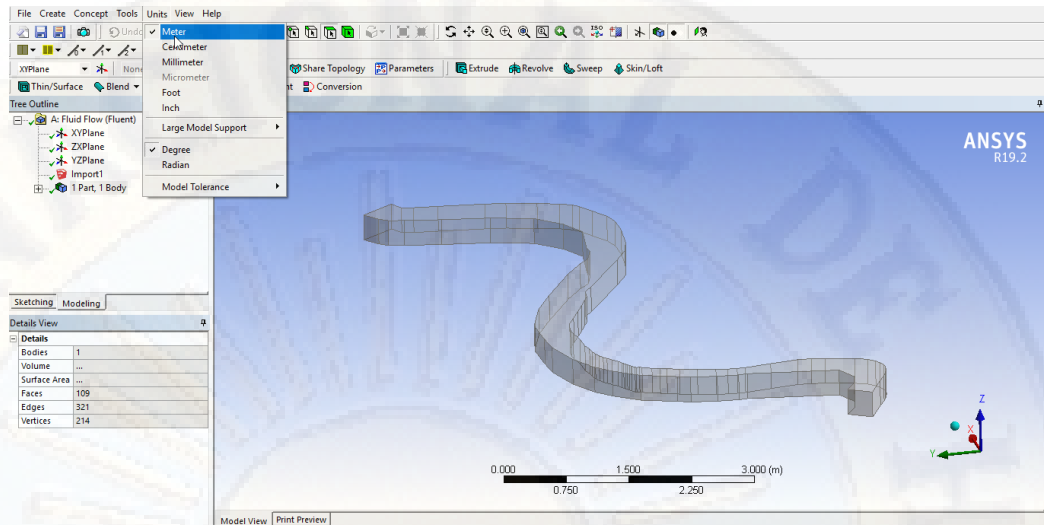 File Create Concept Tools Units View Help
Undo
XYPlane None
Share Topology Parameters Extrude Revolve Sweep Skin/Loft
Thin/Surface Blend Conversion
Meter
Centimeter
Millimeter
Micrometer
Foot
Inch
Large Model Support
Degree
Radian
Model Tolerance
Tree Outline
A: Fluid Flow (Fluent)
XYPlane
ZXPlane
YZPlane
Import1
1 Part, 1 Body
Sketching Modeling
Details View
Details
Bodies 1
Volume ...
Surface Area ...
Faces 109
Edges 321
Vertices 214
ANSYS
R19.2
Z
X
Y
0.000 1.500 3.000 (m)
0.750 2.250
Model View Print Preview